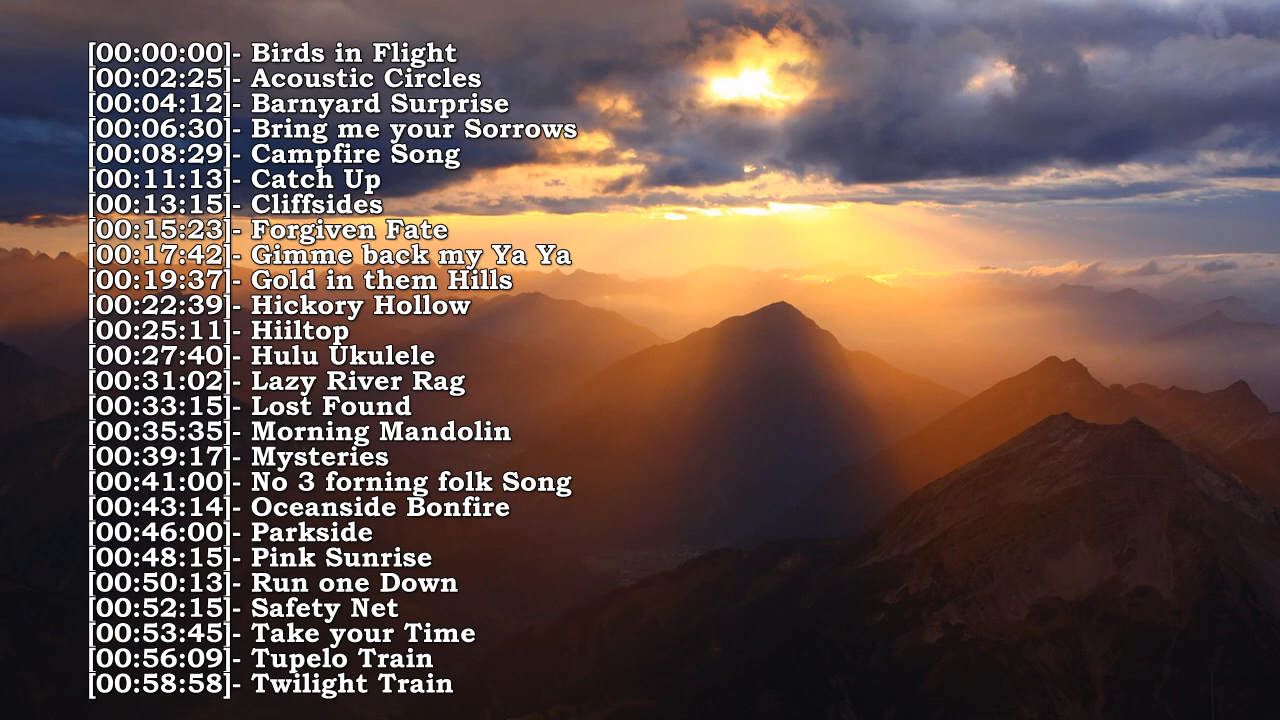 [00:00:00]- Birds in Flight
[00:02:25]- Acoustic Circles
[00:04:12]- Barnyard Surprise
[00:06:30]- Bring me your Sorrows
[00:08:29]- Campfire Song
[00:11:13]- Catch Up
[00:13:15]- Cliffsides
[00:15:23]- Forgiven Fate
[00:17:42]- Gimme back my Ya Ya
[00:19:37]- Gold in them Hills
[00:22:39]- Hickory Hollow
[00:25:11]- Hiiltop
[00:27:40]- Hulu Ukulele
[00:31:02]- Lazy River Rag
[00:33:15]- Lost Found
[00:35:35]- Morning Mandolin
[00:39:17]- Mysteries
[00:41:00]- No 3 forning folk Song
[00:43:14]- Oceanside Bonfire
[00:46:00]- Parkside
[00:48:15]- Pink Sunrise
[00:50:13]- Run one Down
[00:52:15]- Safety Net
[00:53:45]- Take your Time
[00:56:09]- Tupelo Train
[00:58:58]- Twilight Train